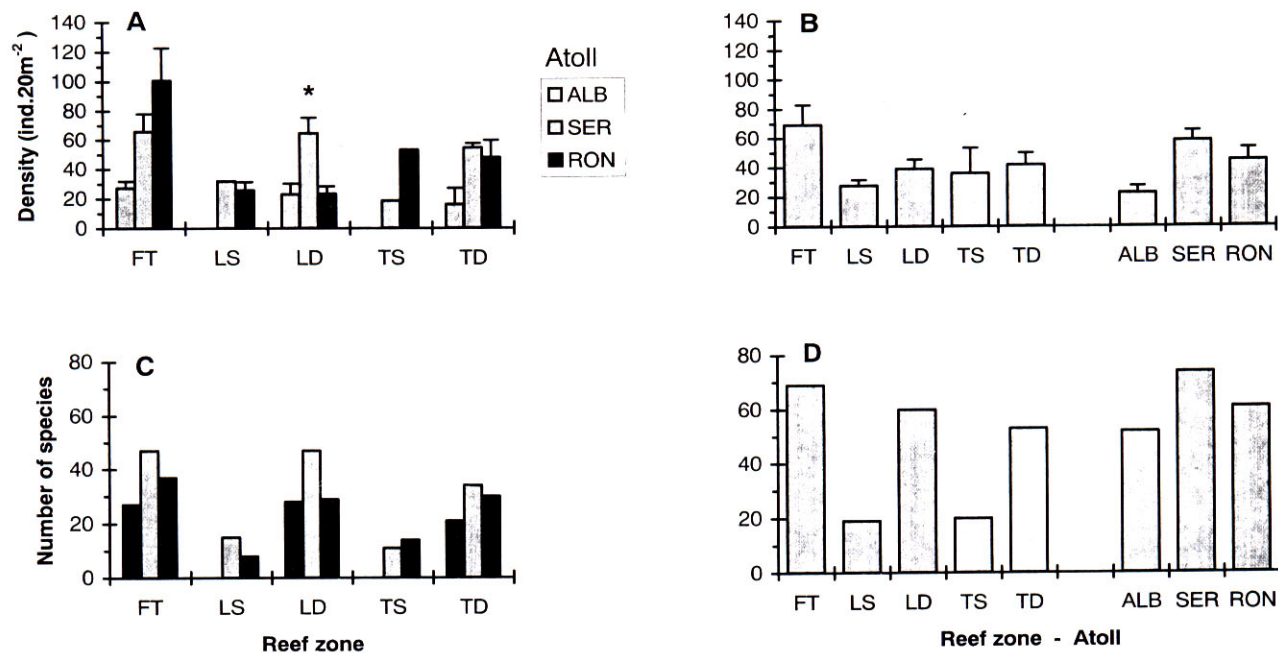 A
Density (ind.20m-2)
140
120
100
80
60
40
20
0
*
FT LS LD TS TD
Atoll
ALB
SER
RON
B
140
120
100
80
60
40
20
0
FT LS LD TS TD ALB SER RON
C
Number of species
80
60
40
20
0
FT LS LD TS TD
Reef zone
D
80
60
40
20
0
FT LS LD TS TD ALB SER RON
Reef zone - Atoll